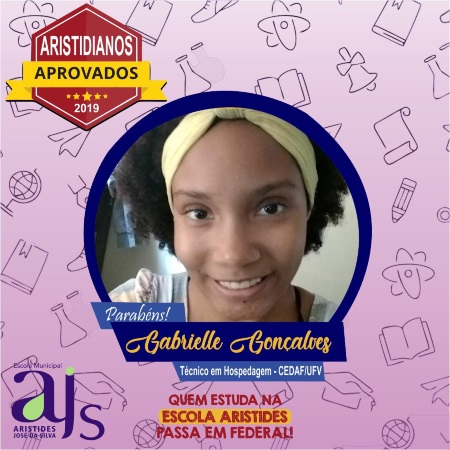 ARISTIDIANOS
APROVADOS
2019
Parabéns!
Gabrielle Gonçalves
Técnico em Hospedagem - CEDAF/UFV
Escola Municipal
ajs
ARISTIDES
JOSÉ DA SILVA
QUEM ESTUDA NA
ESCOLA ARISTIDES
PASSA EM FEDERAL!